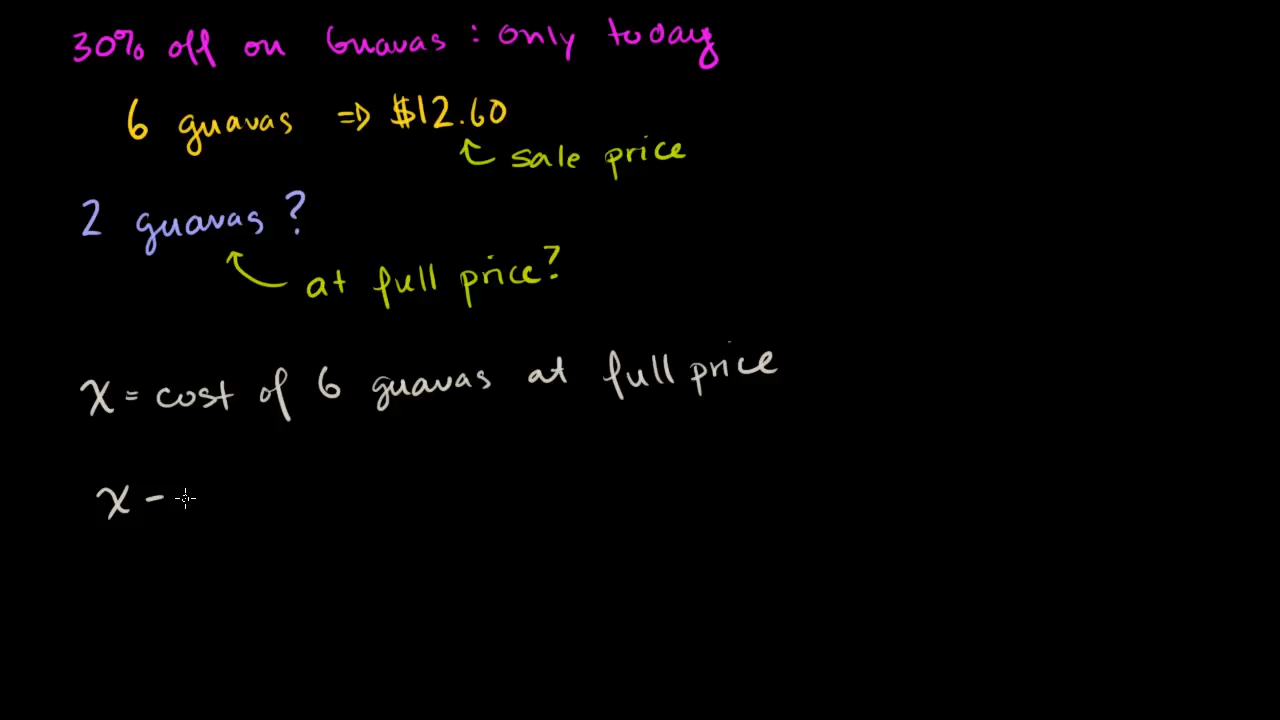 30% off on Guavas : only today
6 guavas ⇒ $12.60
sale price
2 guavas ?
at full price?
x = cost of 6 guavas at full price
x -